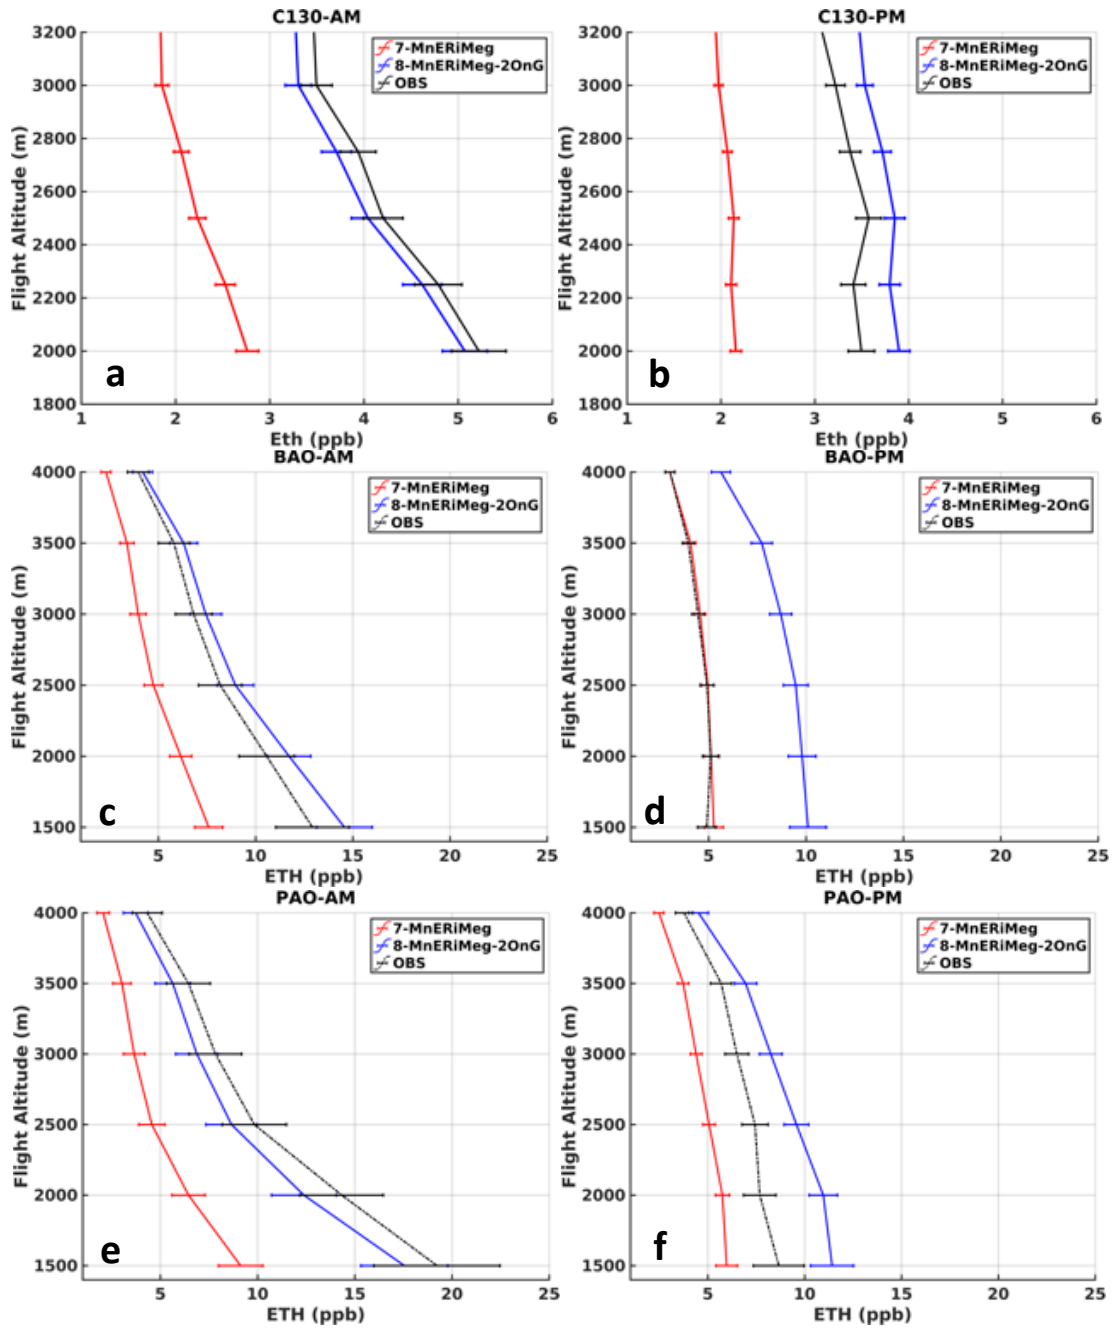 C130-AM
3200
3000
2800
2600
2400
2200
2000
1800
Flight Altitude (m)
7-MnERiMeg
8-MnERiMeg-2OnG
OBS
a
1 2 3 4 5 6
Eth (ppb)
C130-PM
3200
3000
2800
2600
2400
2200
2000
1800
Flight Altitude (m)
7-MnERiMeg
8-MnERiMeg-2OnG
OBS
b
1 2 3 4 5 6
Eth (ppb)
BAO-AM
4000
3500
3000
2500
2000
1500
Flight Altitude (m)
7-MnERiMeg
8-MnERiMeg-2OnG
OBS
c
5 10 15 20 25
ETH (ppb)
BAO-PM
4000
3500
3000
2500
2000
1500
Flight Altitude (m)
7-MnERiMeg
8-MnERiMeg-2OnG
OBS
d
5 10 15 20 25
ETH (ppb)
PAO-AM
4000
3500
3000
2500
2000
1500
Flight Altitude (m)
7-MnERiMeg
8-MnERiMeg-2OnG
OBS
e
5 10 15 20 25
ETH (ppb)
PAO-PM
4000
3500
3000
2500
2000
1500
Flight Altitude (m)
7-MnERiMeg
8-MnERiMeg-2OnG
OBS
f
5 10 15 20 25
ETH (ppb)